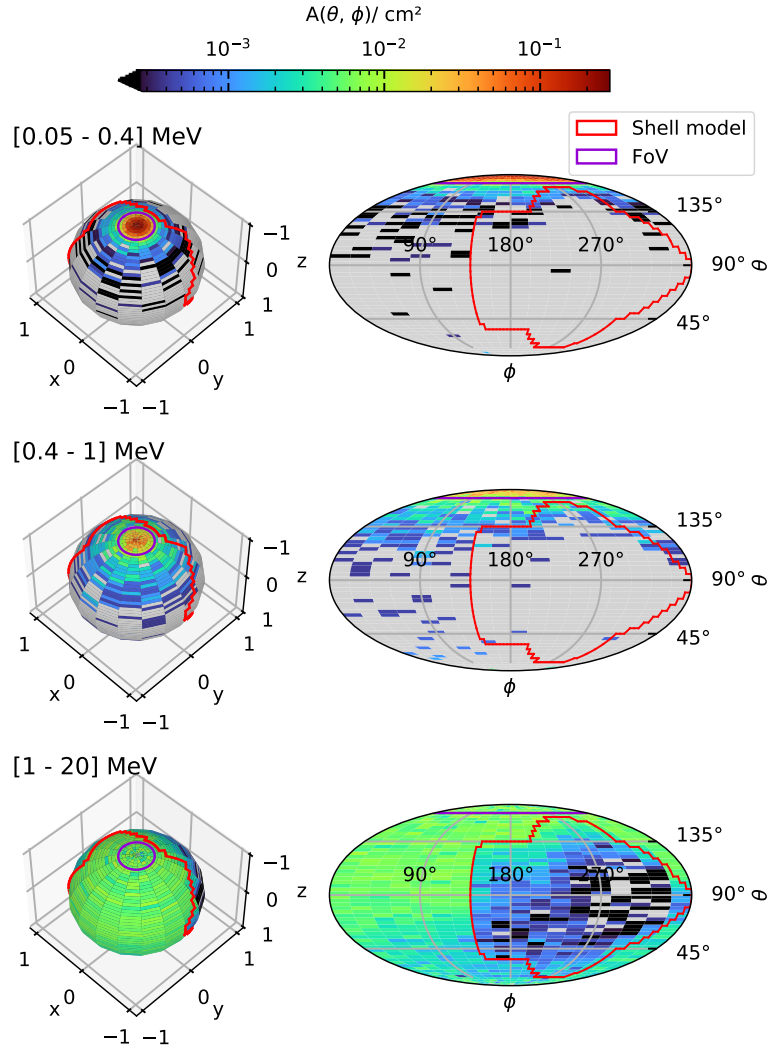 A(θ, ϕ)/ cm²
10⁻³ 10⁻² 10⁻¹
Shell model
FoV
[0.05 - 0.4] MeV
−1
0
1
z
1
0
−1
x
−1
0
1
y
90° 180° 270°
135°
90°
45°
θ
ϕ
[0.4 - 1] MeV
−1
0
1
z
1
0
−1
x
−1
0
1
y
90° 180° 270°
135°
90°
45°
θ
ϕ
[1 - 20] MeV
−1
0
1
z
1
0
−1
x
−1
0
1
y
90° 180° 270°
135°
90°
45°
θ
ϕ